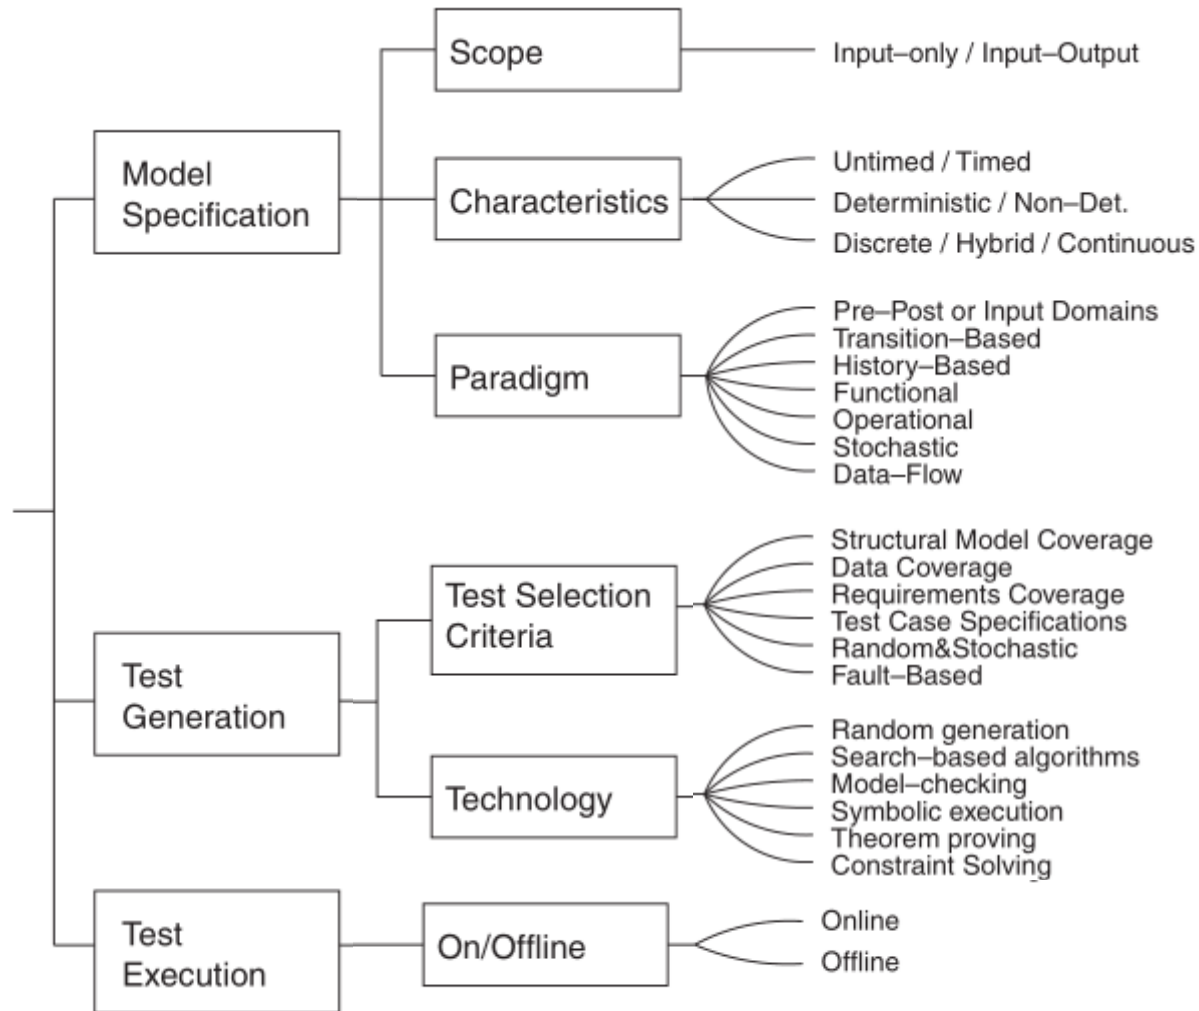 Scope
Input–only / Input–Output
Model
Specification
Characteristics
Untimed / Timed
Deterministic / Non–Det.
Discrete / Hybrid / Continuous
Paradigm
Pre–Post or Input Domains
Transition–Based
History–Based
Functional
Operational
Stochastic
Data–Flow
Test
Generation
Test Selection
Criteria
Structural Model Coverage
Data Coverage
Requirements Coverage
Test Case Specifications
Random&Stochastic
Fault–Based
Technology
Random generation
Search–based algorithms
Model–checking
Symbolic execution
Theorem proving
Constraint Solving
Test
Execution
On/Offline
Online
Offline